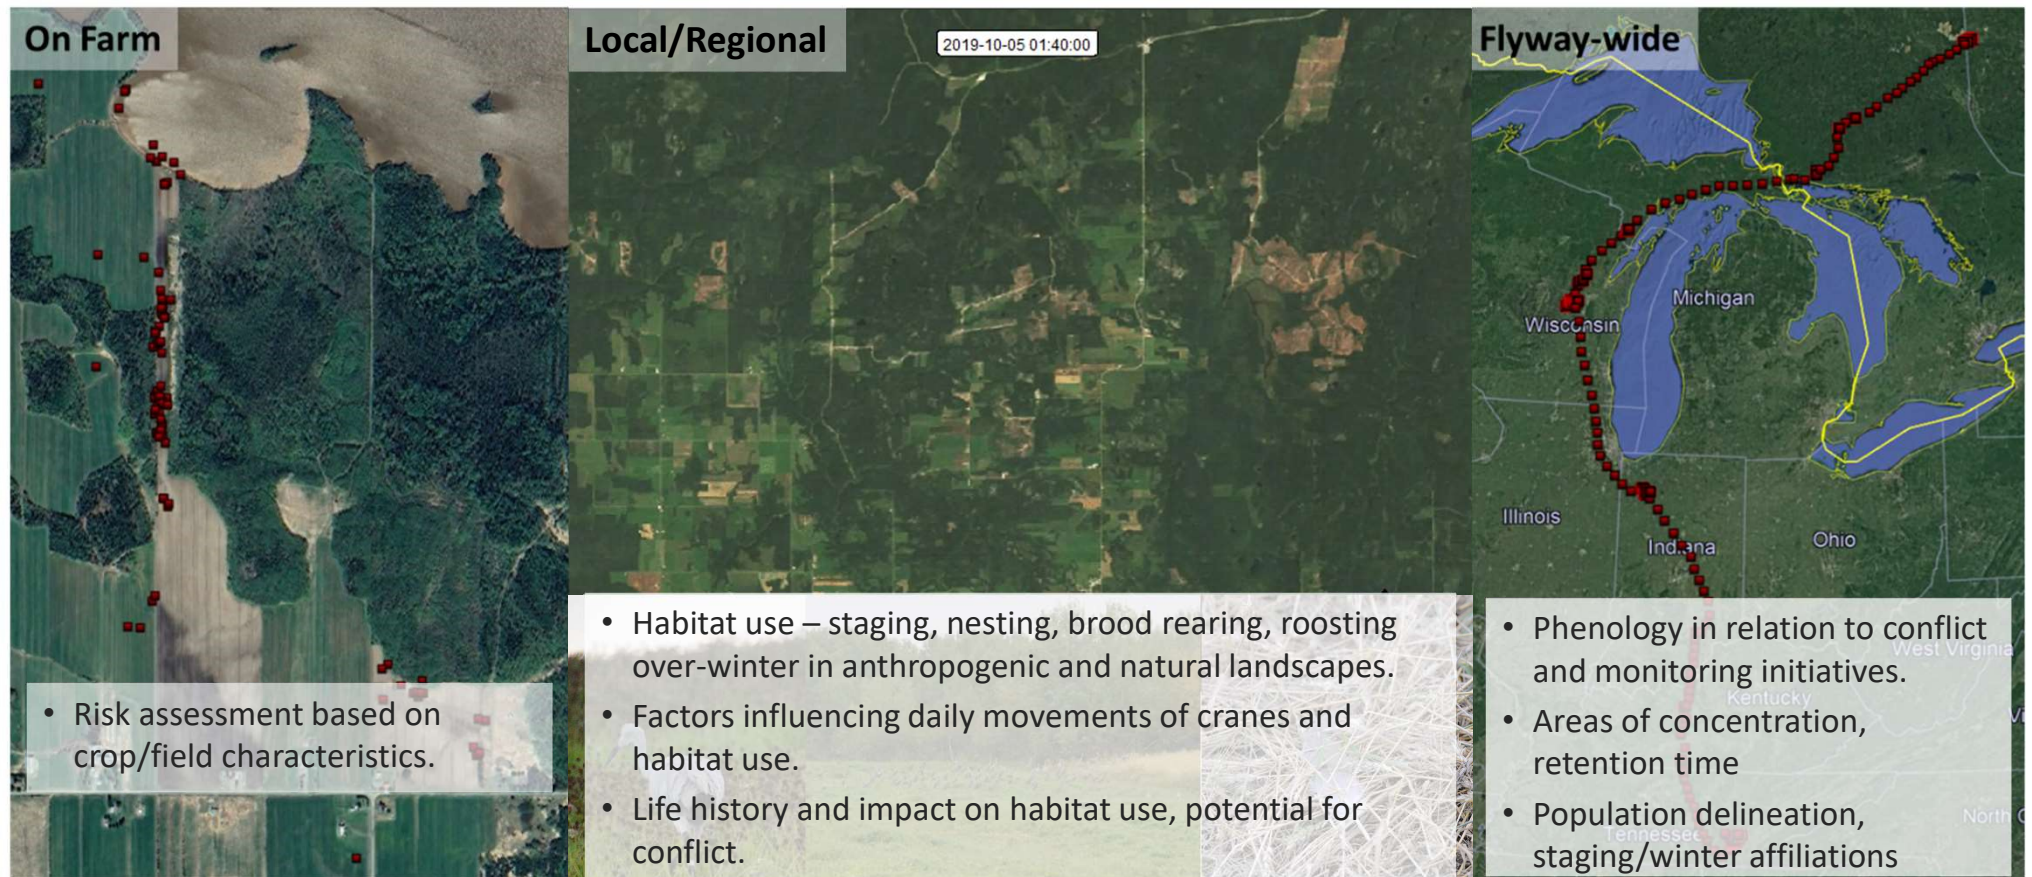 On Farm
• Risk assessment based on
crop/field characteristics.
Local/Regional
2019-10-05 01:40:00
• Habitat use – staging, nesting, brood rearing, roosting
over-winter in anthropogenic and natural landscapes.
• Factors influencing daily movements of cranes and
habitat use.
• Life history and impact on habitat use, potential for
conflict.
Flyway-wide
Michigan
Wisconsin
Illinois
Indiana
Ohio
• Phenology in relation to conflict
and monitoring initiatives.
West Virginia
Kentucky
• Areas of concentration,
retention time
• Population delineation,
staging/winter affiliations
Tennessee
North